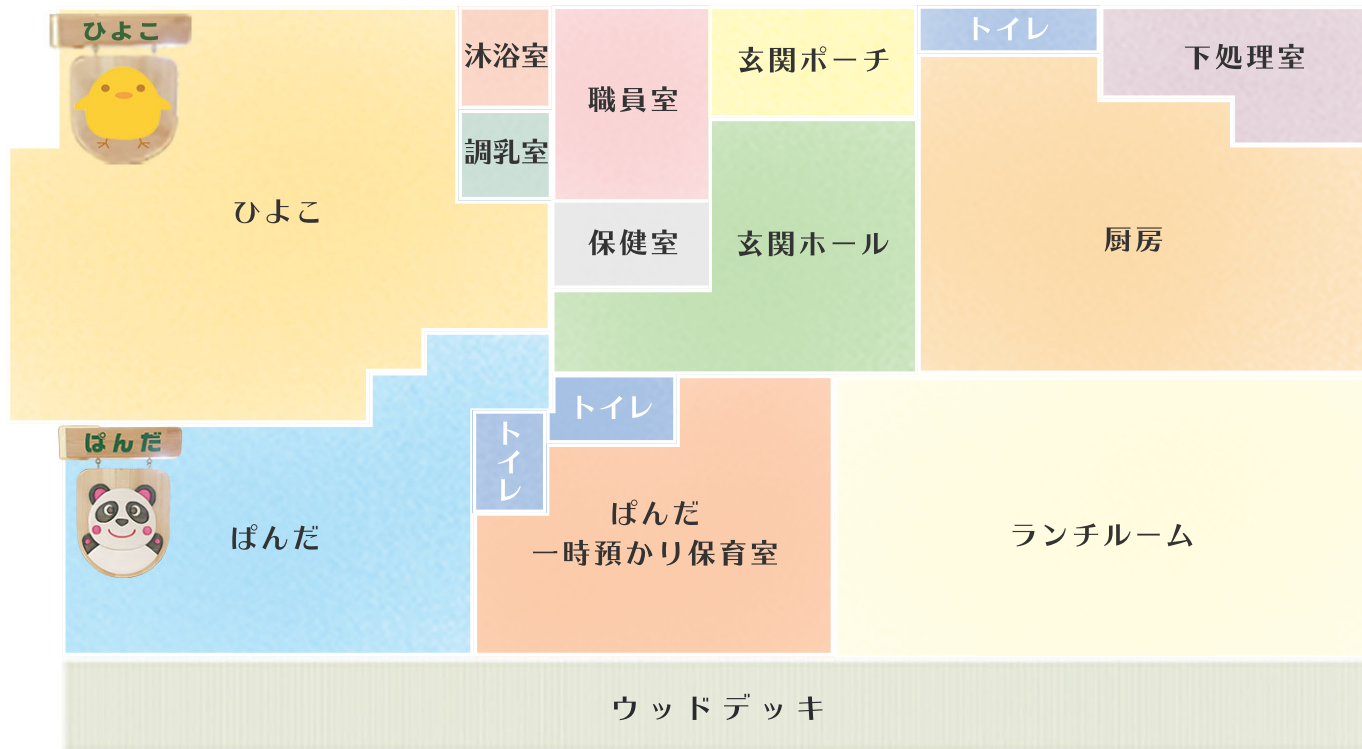 ひよこ
沐浴室
職員室
玄関ポーチ
トイレ
下処理室
調乳室
ひよこ
保健室
玄関ホール
厨房
ぱんだ
トイレ
トイレ
ぱんだ
ぱんだ
一時預かり保育室
ランチルーム
ウッドデッキ